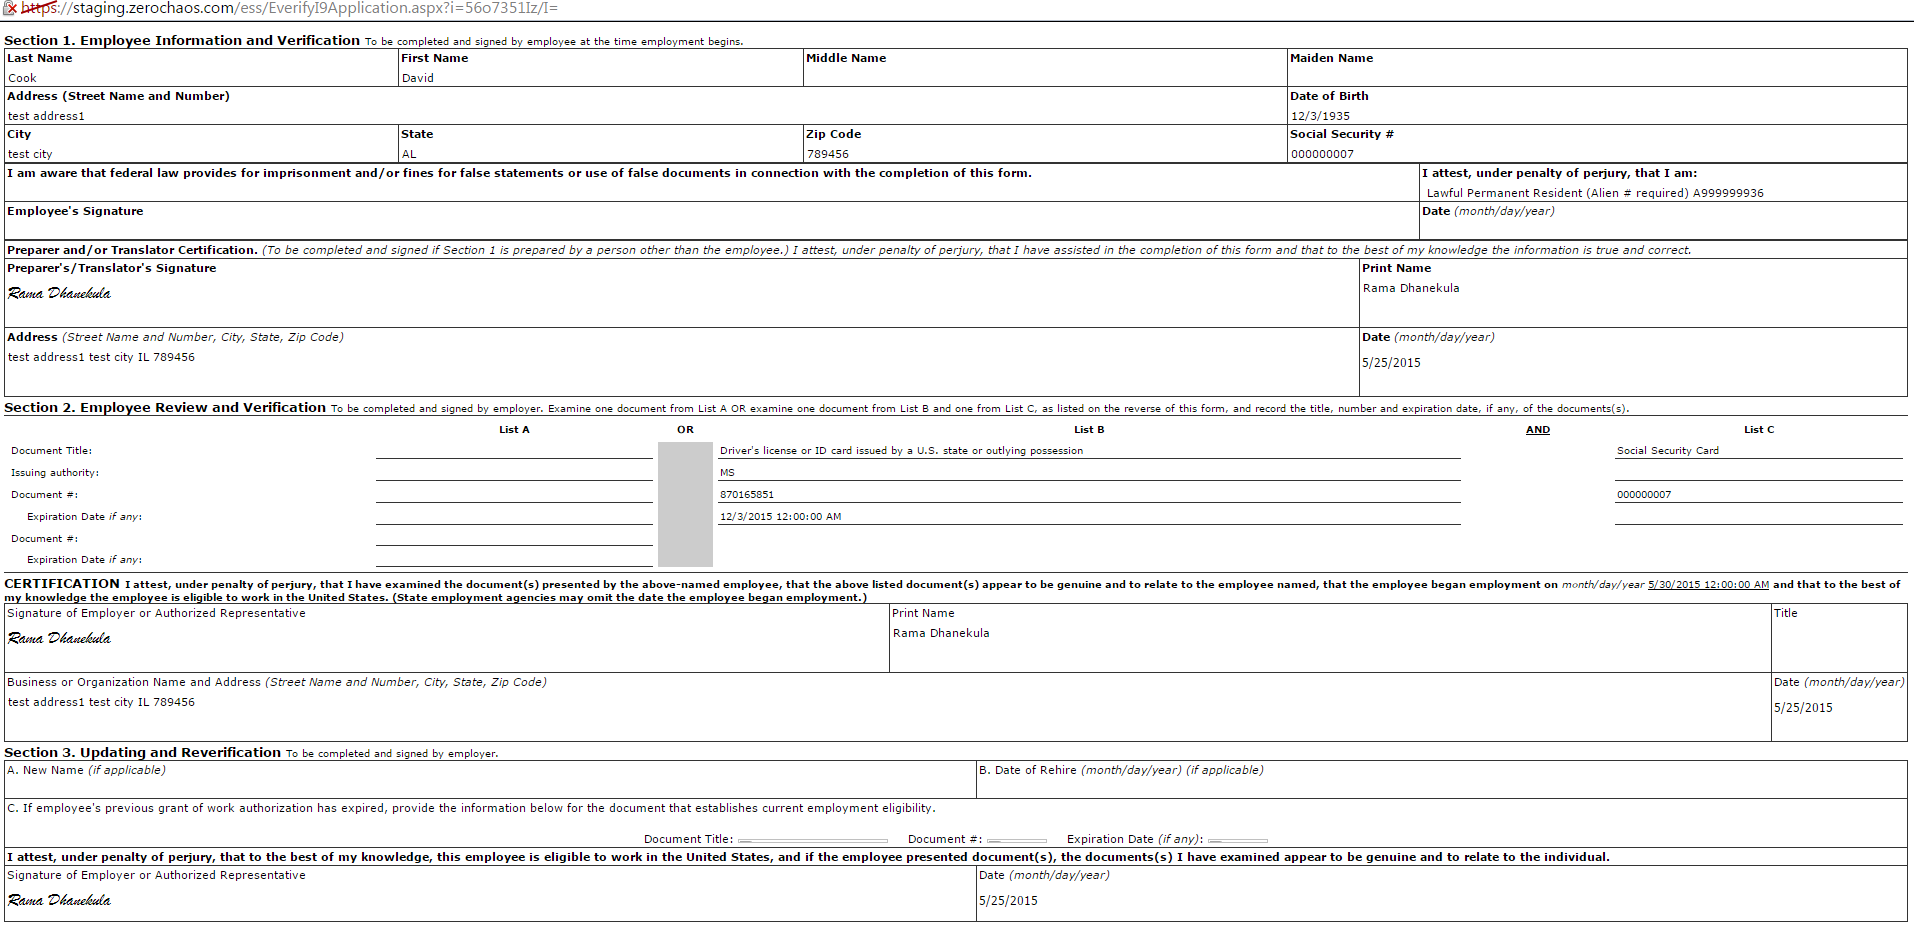 https://staging.zerochaos.com/ess/EverifyI9Application.aspx?i=56o7351Iz/I=
Section 1. Employee Information and Verification To be completed and signed by employee at the time employment begins.
Last Name First Name Middle Name Maiden Name
Cook David
Address (Street Name and Number) Date of Birth
test address1 12/3/1935
City State Zip Code Social Security #
test city AL 789456 000000007
I am aware that federal law provides for imprisonment and/or fines for false statements or use of false documents in connection with the completion of this form. I attest, under penalty of perjury, that I am:
Lawful Permanent Resident (Alien # required) A999999936
Employee's Signature Date (month/day/year)
Preparer and/or Translator Certification. (To be completed and signed if Section 1 is prepared by a person other than the employee.) I attest, under penalty of perjury, that I have assisted in the completion of this form and that to the best of my knowledge the information is true and correct.
Preparer's/Translator's Signature Print Name
Rama Dhanekula Rama Dhanekula
Address (Street Name and Number, City, State, Zip Code) Date (month/day/year)
test address1 test city IL 789456 5/25/2015
Section 2. Employee Review and Verification To be completed and signed by employer. Examine one document from List A OR examine one document from List B and one from List C, as listed on the reverse of this form, and record the title, number and expiration date, if any, of the documents(s).
List A OR List B AND List C
Document Title: Driver's license or ID card issued by a U.S. state or outlying possession Social Security Card
Issuing authority: MS
Document #: 870165851 000000007
Expiration Date if any: 12/3/2015 12:00:00 AM
Document #:
Expiration Date if any:
CERTIFICATION I attest, under penalty of perjury, that I have examined the document(s) presented by the above-named employee, that the above listed document(s) appear to be genuine and to relate to the employee named, that the employee began employment on month/day/year 5/30/2015 12:00:00 AM and that to the best of
my knowledge the employee is eligible to work in the United States. (State employment agencies may omit the date the employee began employment.)
Signature of Employer or Authorized Representative Print Name Title
Rama Dhanekula Rama Dhanekula
Business or Organization Name and Address (Street Name and Number, City, State, Zip Code) Date (month/day/year)
test address1 test city IL 789456 5/25/2015
Section 3. Updating and Reverification To be completed and signed by employer.
A. New Name (if applicable) B. Date of Rehire (month/day/year) (if applicable)
C. If employee's previous grant of work authorization has expired, provide the information below for the document that establishes current employment eligibility.
Document Title: Document #: Expiration Date (if any):
I attest, under penalty of perjury, that to the best of my knowledge, this employee is eligible to work in the United States, and if the employee presented document(s), the documents(s) I have examined appear to be genuine and to relate to the individual.
Signature of Employer or Authorized Representative Date (month/day/year)
Rama Dhanekula 5/25/2015